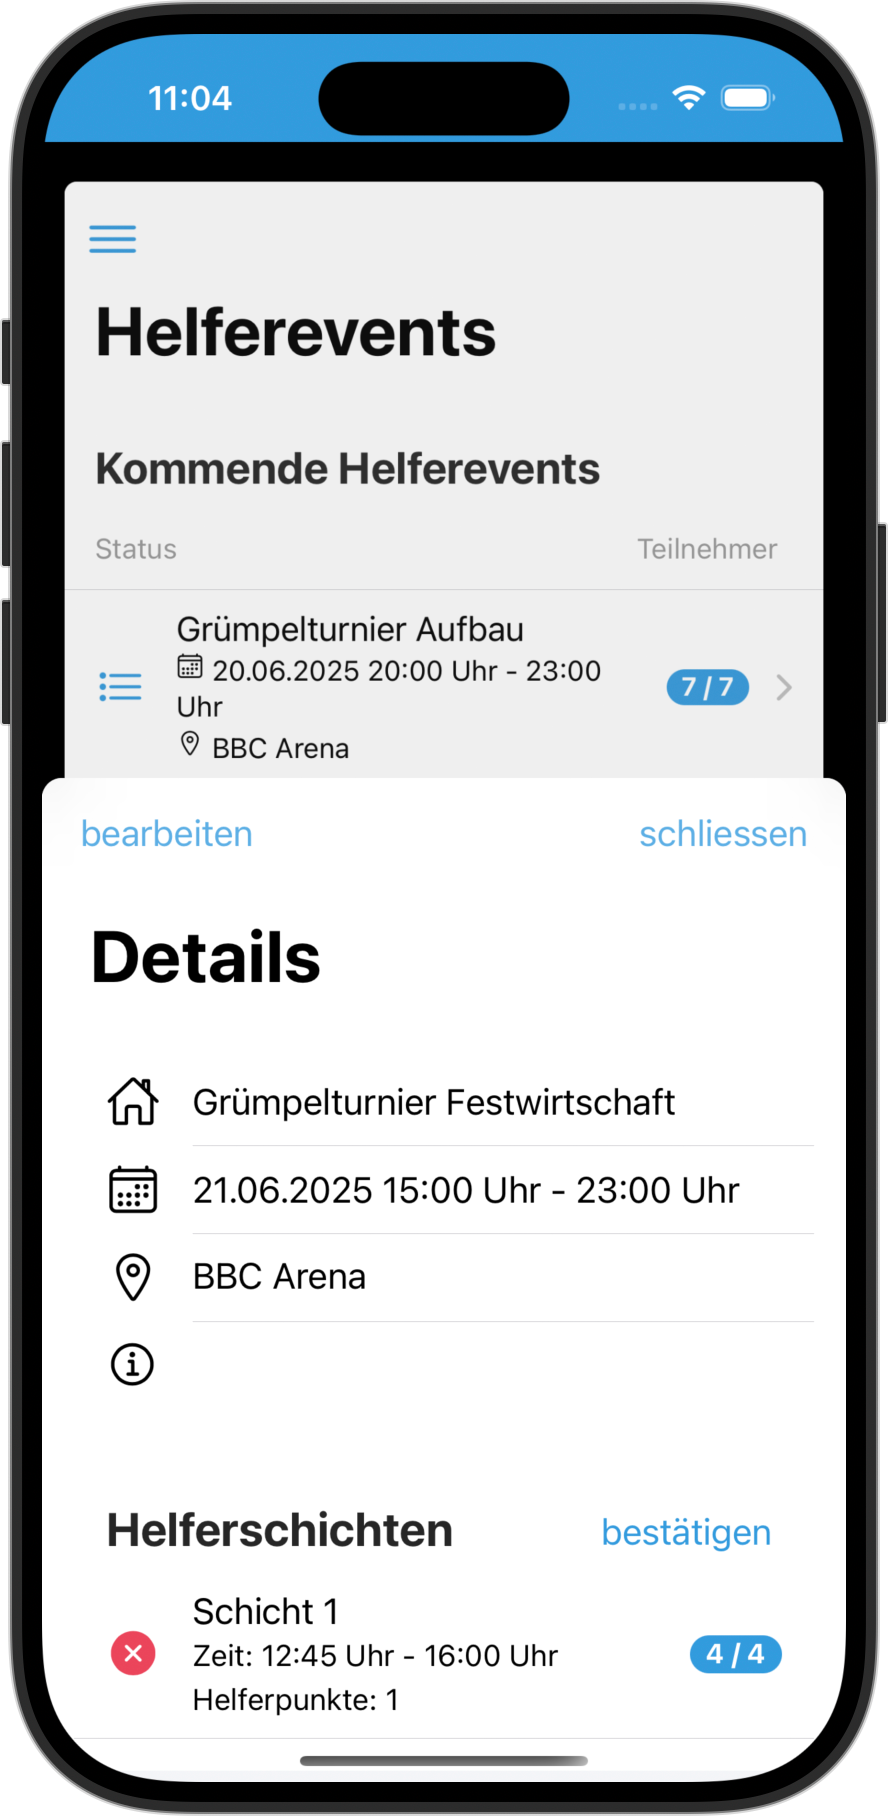 11:04
Helferevents
Kommende Helferevents
Status Teilnehmer
Grümpelturnier Aufbau
20.06.2025 20:00 Uhr - 23:00
Uhr
7 / 7
BBC Arena
bearbeiten schliessen
Details
Grümpelturnier Festwirtschaft
21.06.2025 15:00 Uhr - 23:00 Uhr
BBC Arena
Helferschichten bestätigen
Schicht 1
Zeit: 12:45 Uhr - 16:00 Uhr
4 / 4
Helferpunkte: 1